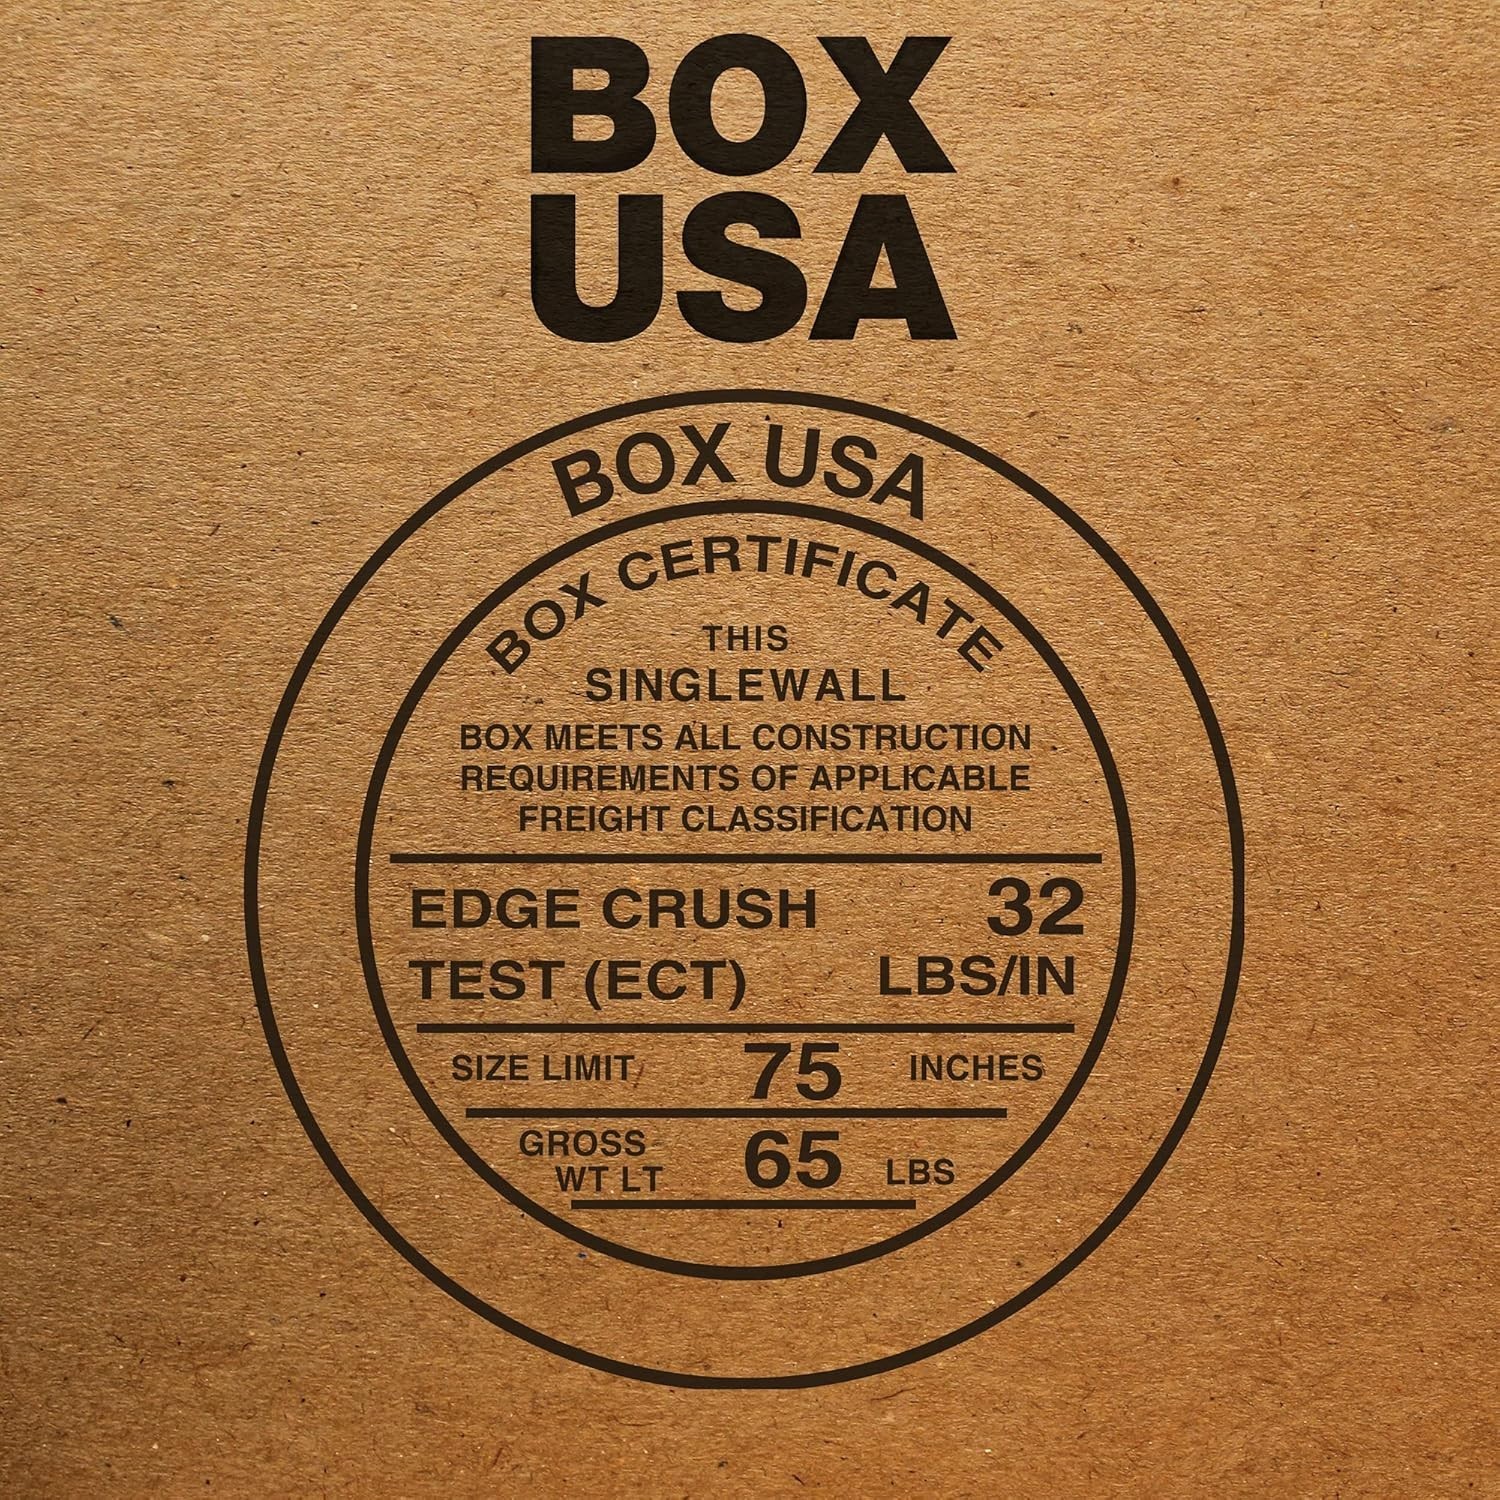 BOX
USA
BOX USA
BOX CERTIFICATE
THIS
SINGLEWALL
BOX MEETS ALL CONSTRUCTION
REQUIREMENTS OF APPLICABLE
FREIGHT CLASSIFICATION
EDGE CRUSH 32
TEST (ECT) LBS/IN
SIZE LIMIT 75 INCHES
GROSS
WT LT 65 LBS